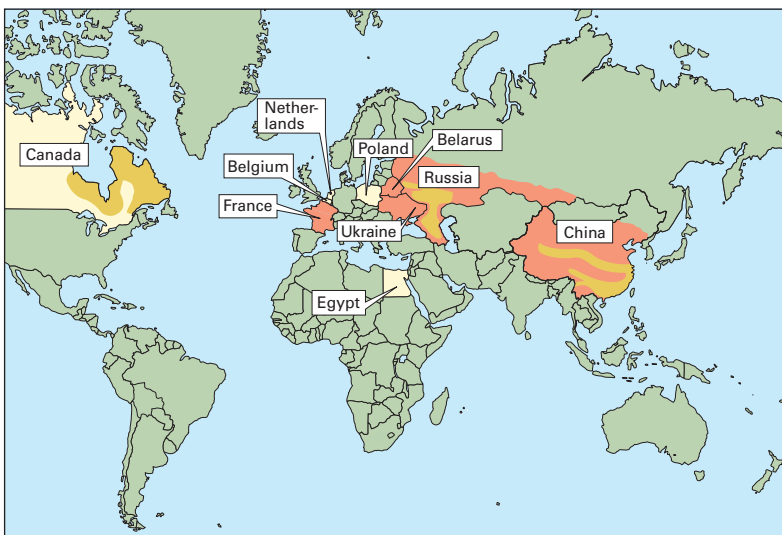 Nether-
lands
Poland
Belarus
Canada
Belgium
Russia
France
Ukraine
China
Egypt